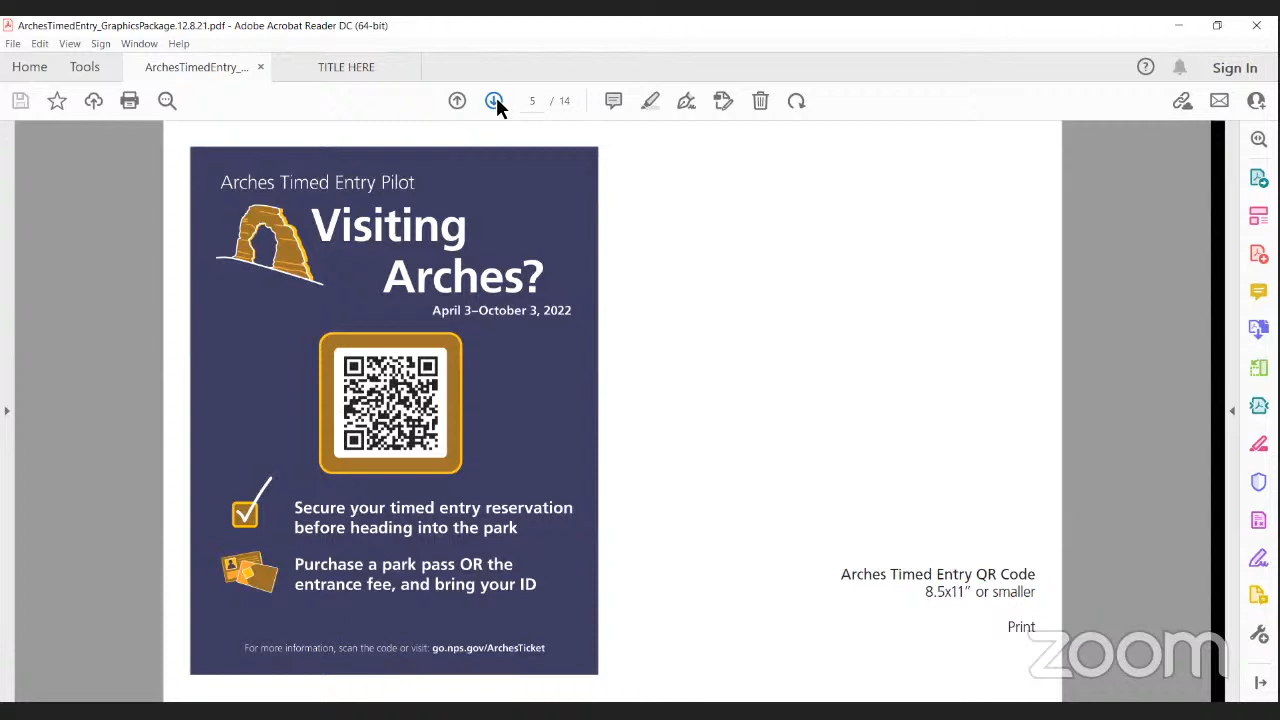 ArchesTimedEntry_GraphicsPackage.12.8.21.pdf - Adobe Acrobat Reader DC (64-bit)
File Edit View Sign Window Help
Home Tools ArchesTimedEntry_... × TITLE HERE Sign In
5 / 14
Arches Timed Entry Pilot
Visiting
Arches?
April 3–October 3, 2022
Secure your timed entry reservation
before heading into the park
Purchase a park pass OR the
entrance fee, and bring your ID
For more information, scan the code or visit: go.nps.gov/ArchesTicket
Arches Timed Entry QR Code
8.5x11” or smaller
Print
zoom